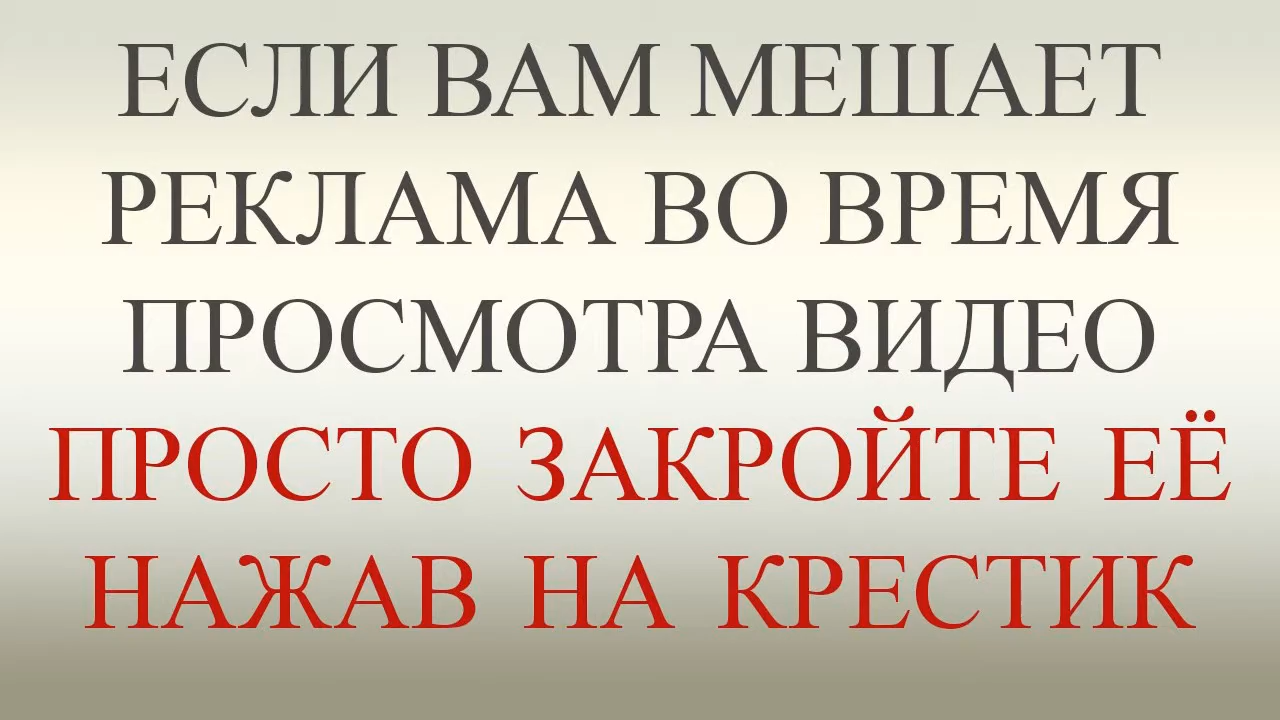 ЕСЛИ ВАМ МЕШАЕТ
РЕКЛАМА ВО ВРЕМЯ
ПРОСМОТРА ВИДЕО
ПРОСТО ЗАКРОЙТЕ ЕЁ
НАЖАВ НА КРЕСТИК